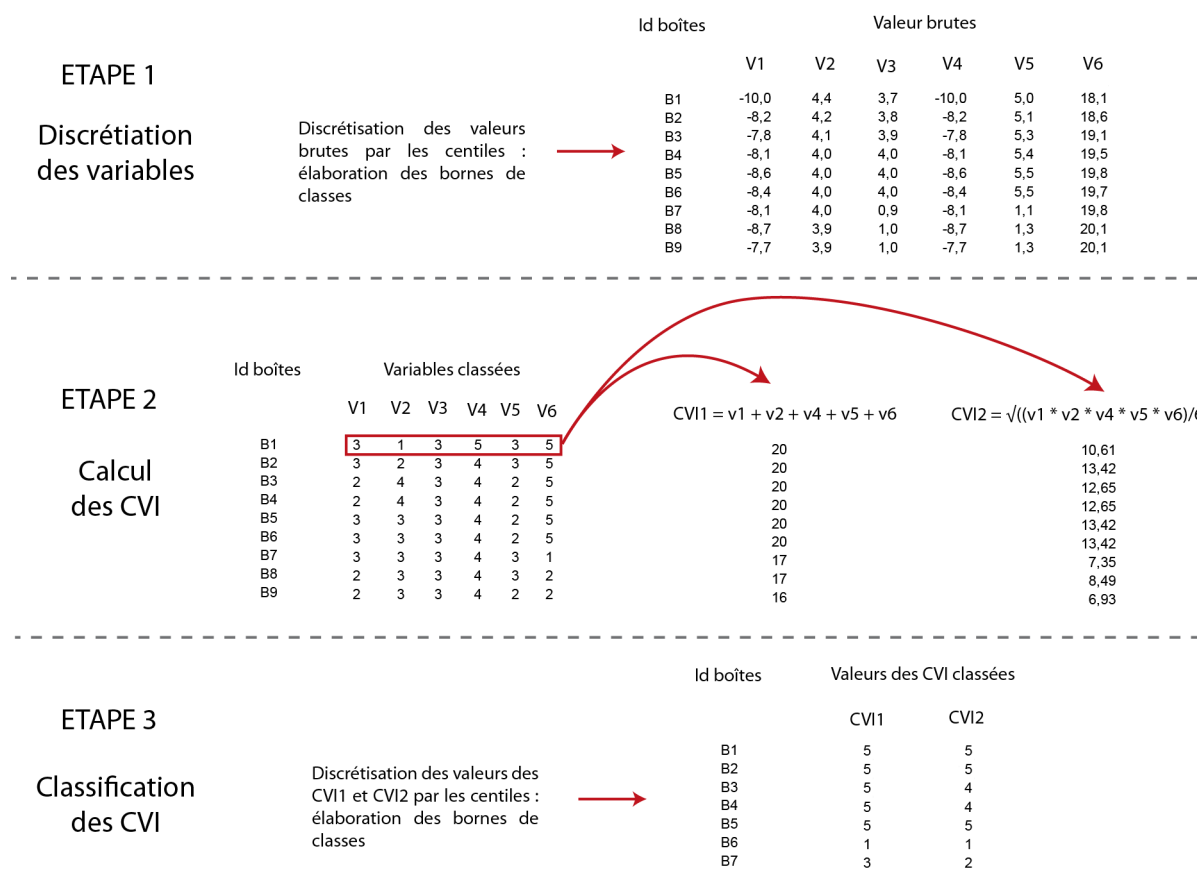 Id boîtes Valeur brutes
ETAPE 1
Discrétiation
des variables
Discrétisation des valeurs
brutes par les centiles :
élaboration des bornes de
classes
V1 V2 V3 V4 V5 V6
B1 -10,0 4,4 3,7 -10,0 5,0 18,1
B2 -8,2 4,2 3,8 -8,2 5,1 18,6
B3 -7,8 4,1 3,9 -7,8 5,3 19,1
B4 -8,1 4,0 4,0 -8,1 5,4 19,5
B5 -8,6 4,0 4,0 -8,6 5,5 19,8
B6 -8,4 4,0 4,0 -8,4 5,5 19,7
B7 -8,1 4,0 0,9 -8,1 1,1 19,8
B8 -8,7 3,9 1,0 -8,7 1,3 20,1
B9 -7,7 3,9 1,0 -7,7 1,3 20,1
ETAPE 2
Calcul
des CVI
Id boîtes Variables classées
V1 V2 V3 V4 V5 V6 CVI1 = v1 + v2 + v4 + v5 + v6 CVI2 = √((v1 * v2 * v4 * v5 * v6)/6
B1 3 1 3 5 3 5 20 10,61
B2 3 2 3 4 3 5 20 13,42
B3 2 4 3 4 2 5 20 12,65
B4 2 4 3 4 2 5 20 12,65
B5 3 3 3 4 2 5 20 13,42
B6 3 3 3 4 2 5 20 13,42
B7 3 3 3 4 3 1 17 7,35
B8 2 3 3 4 3 2 17 8,49
B9 2 3 3 4 2 2 16 6,93
ETAPE 3
Classification
des CVI
Discrétisation des valeurs des
CVI1 et CVI2 par les centiles :
élaboration des bornes de
classes
Id boîtes Valeurs des CVI classées
CVI1 CVI2
B1 5 5
B2 5 5
B3 5 4
B4 5 4
B5 5 5
B6 1 1
B7 3 2